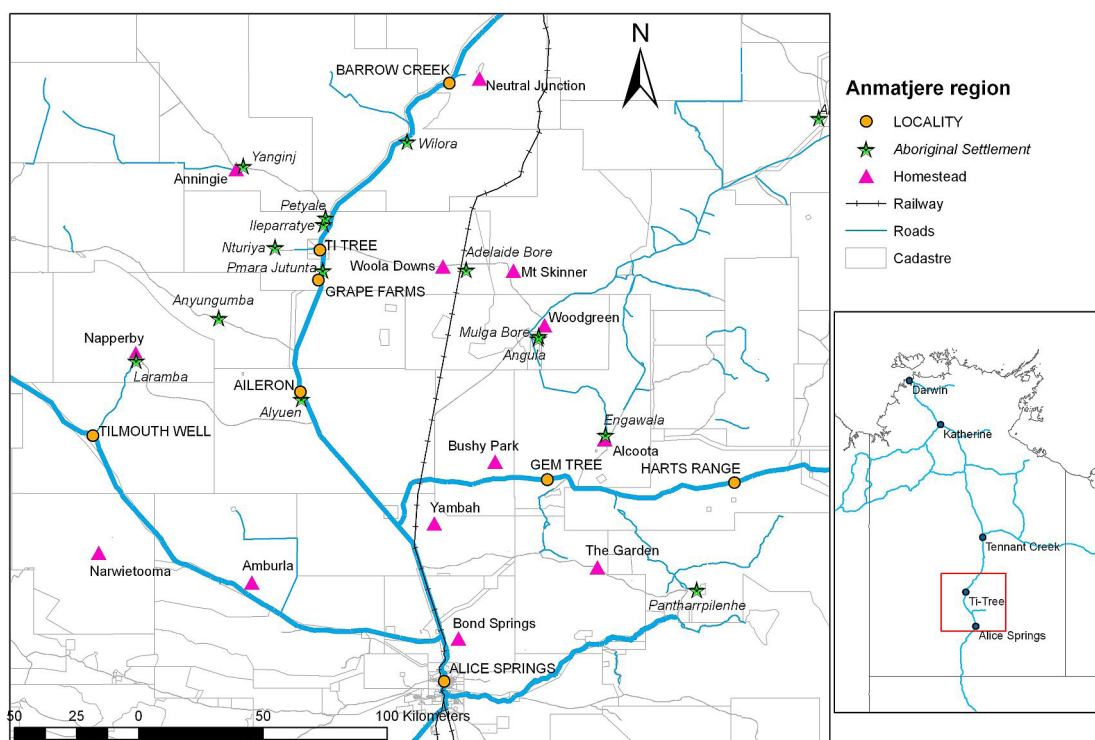 N
BARROW CREEK
Neutral Junction
Wilora
Yanginj
Anningie
Petyale
Ileparratye
Nturiya
TI TREE
Pmara Jutunta
GRAPE FARMS
Woola Downs
Adelaide Bore
Mt Skinner
Anyungumba
Woodgreen
Mulga Bore
Angula
Napperby
Laramba
AILERON
Alyuen
TILMOUTH WELL
Engawala
Alcoota
Bushy Park
GEM TREE
HARTS RANGE
Yambah
Narwietooma
Amburla
The Garden
Pantharrpilenhe
Bond Springs
ALICE SPRINGS
50 25 0 50 100 Kilometers
Anmatjere region
LOCALITY
Aboriginal Settlement
Homestead
Railway
Roads
Cadastre
Darwin
Katherine
Tennant Creek
Ti-Tree
Alice Springs